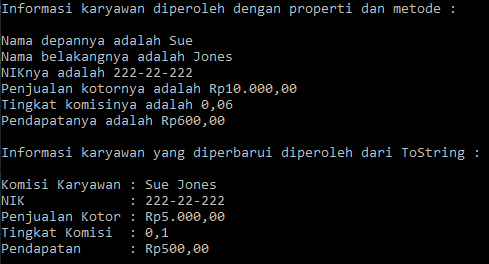 Informasi karyawan diperoleh dengan properti dan metode :
Nama depannya adalah Sue
Nama belakangnya adalah Jones
NIKnya adalah 222-22-222
Penjualan kotornya adalah Rp10.000,00
Tingkat komisinya adalah 0,06
Pendapatanya adalah Rp600,00
Informasi karyawan yang diperbarui diperoleh dari ToString :
Komisi Karyawan : Sue Jones
NIK : 222-22-222
Penjualan Kotor : Rp5.000,00
Tingkat Komisi : 0,1
Pendapatan : Rp500,00